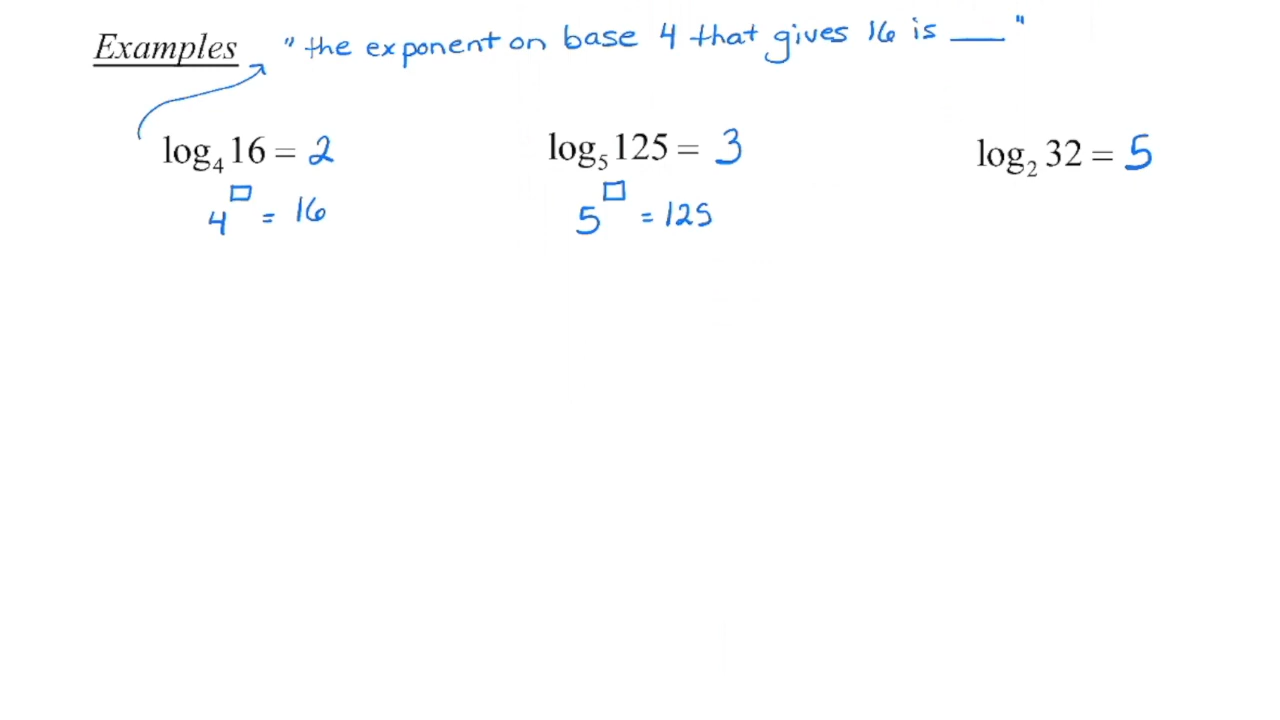 Examples "the exponent on base 4 that gives 16 is ___"
log₄ 16 = 2 log₅ 125 = 3 log₂ 32 = 5
4^□ = 16 5^□ = 125